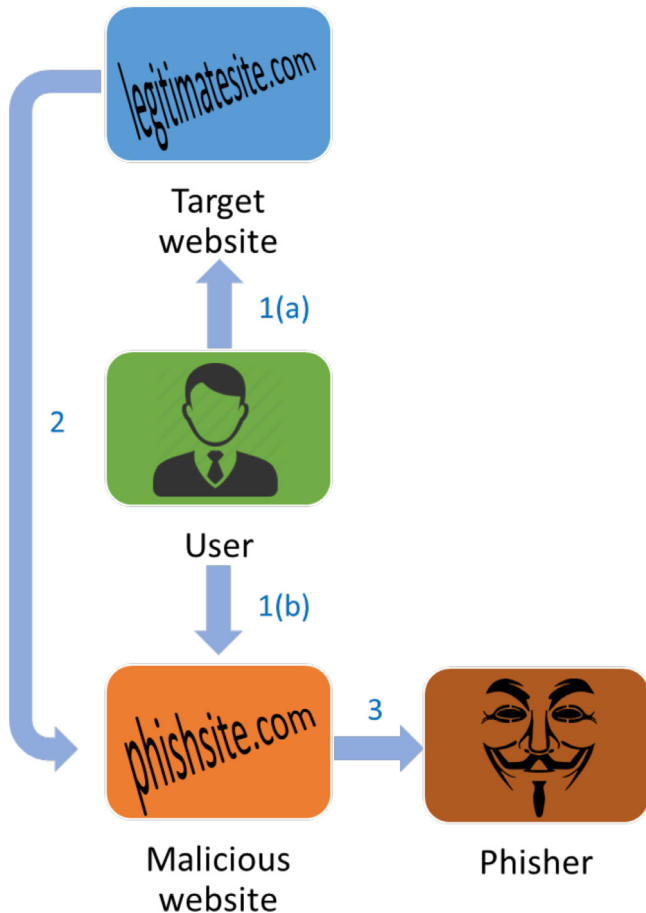 legitimatesite.com
Target
website
1(a)
2
User
1(b)
phishsite.com
3
Malicious
website
Phisher